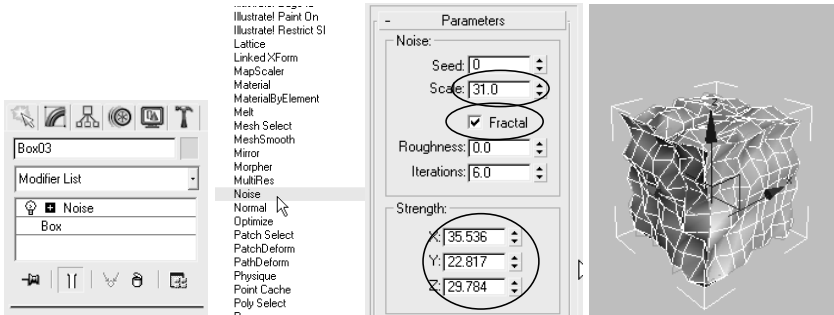 Box03
Modifier List
Noise
Box
Illustrate! Paint On
Illustrate! Restrict Sl
Lattice
Linked XForm
MapScaler
Material
MaterialByElement
Melt
Mesh Select
MeshSmooth
Mirror
Morpher
MultiRes
Noise
Normal
Optimize
Patch Select
PatchDeform
PathDeform
Physique
Point Cache
Poly Select
- Parameters
Noise:
Seed: 0
Scale: 31.0
Fractal
Roughness: 0.0
Iterations: 6.0
Strength:
X: 35.536
Y: 22.817
Z: 29.784